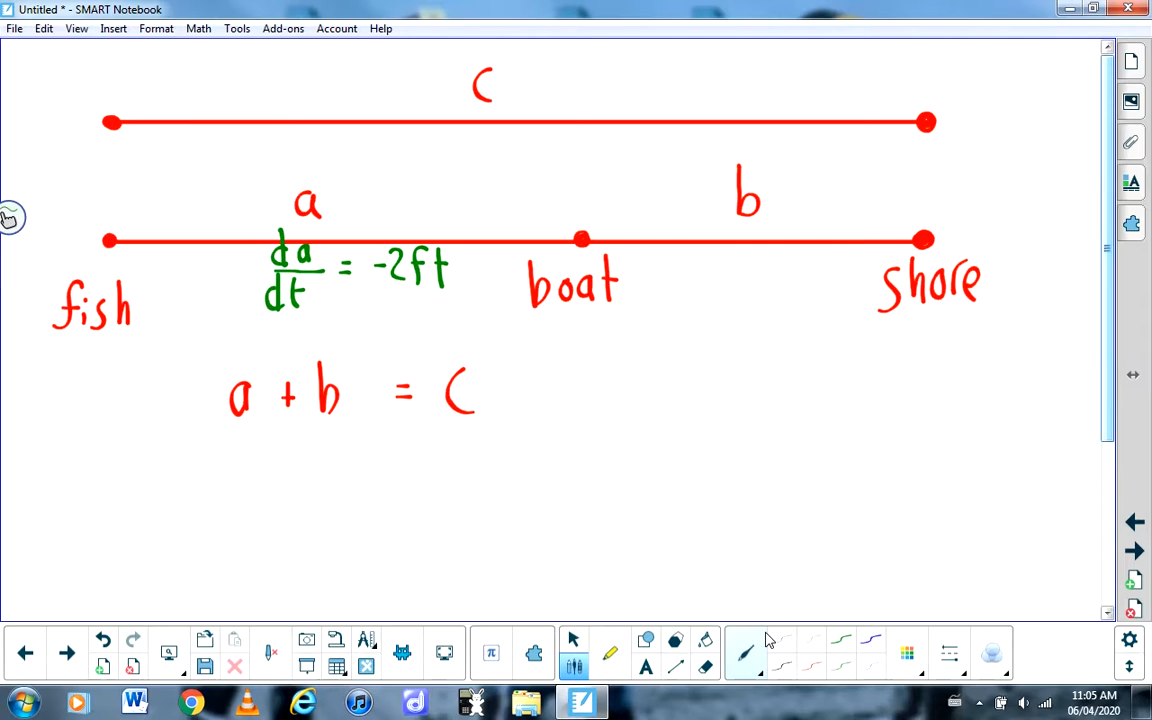 Untitled * - SMART Notebook
File Edit View Insert Format Math Tools Add-ons Account Help
c
a
b
da/dt = -2ft
fish
boat
shore
a + b = c
11:05 AM
06/04/2020